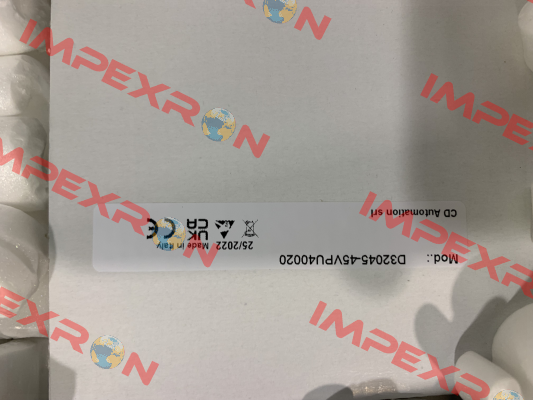 CD Automation srl
Mod.: D32045-45VPU40020
25/2022
Made in Italy
CE
UK
CA
IMPEXRON
IMPEXRON
IMPEXRON
IMPEXRON
IMPEXRON
IMPEXRON